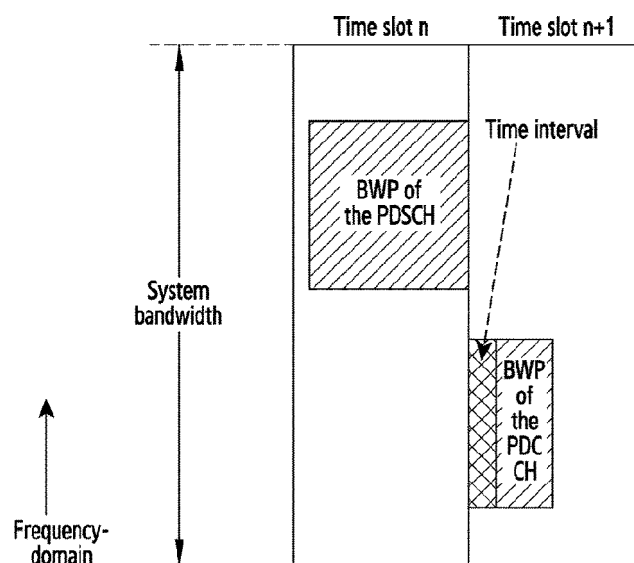 Time slot n
Time slot n+1
Time interval
BWP of
the PDSCH
System
bandwidth
BWP
of
the
PDC
CH
Frequency-
domain